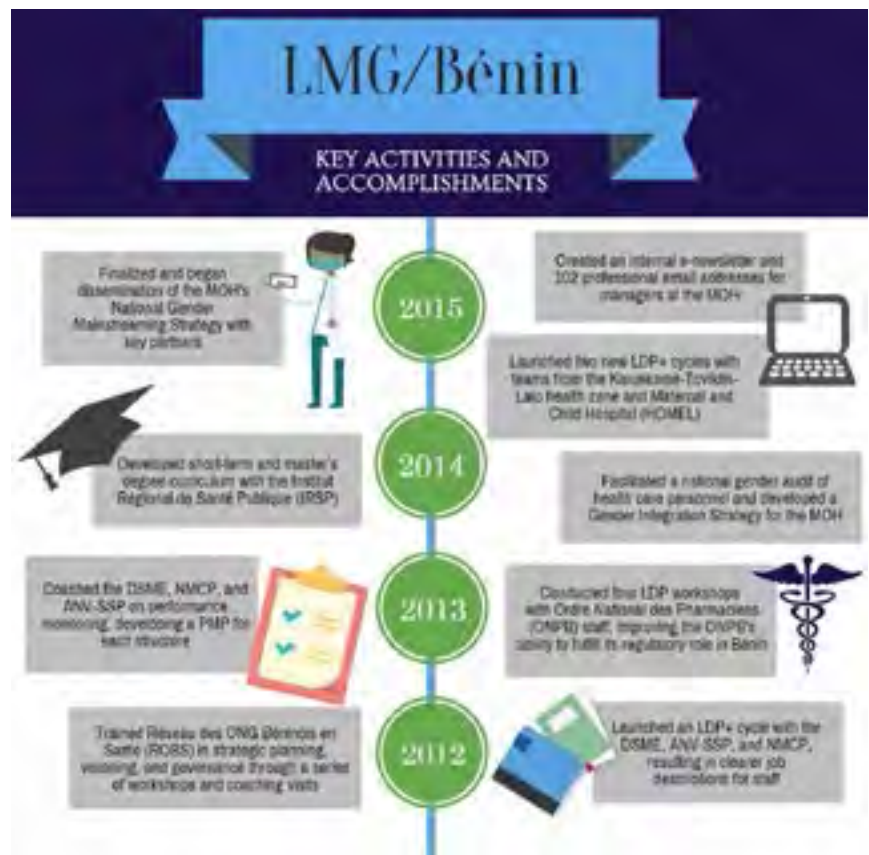 LMG/Bénin
KEY ACTIVITIES AND
ACCOMPLISHMENTS
2015
Finalized and began
dissemination of the MOH's
National Gender
Mainstreaming Strategy with
key partners
Created an internal e-newsletter and
professional email addresses for
managers at the MOH
Launched two new LDP+ cycles with
teams from the
health zone and Maternal and
Child Hospital (HOMEL)
2014
Developed short-term and master's
degree curriculum with the Institut
Régional de Santé Publique (IRSP)
Facilitated a national gender audit of
health care personnel and developed a
Gender Integration Strategy for the MOH
2013
Coached the DSME, NMCP, and
ANV-SSP on performance
monitoring, developing a PMP for
each structure
Conducted four LDP workshops
with Ordre National des Pharmaciens
(ONPB) staff, improving the ONPB's
ability to fulfill its regulatory role in Bénin
2012
Trained Réseau des ONG Béninois en
Santé (ROBS) in strategic planning,
visioning, and governance through a series
of workshops and coaching visits
Launched an LDP+ cycle with the
DSME, ANV-SSP, and NMCP,
resulting in clearer job
descriptions for staff